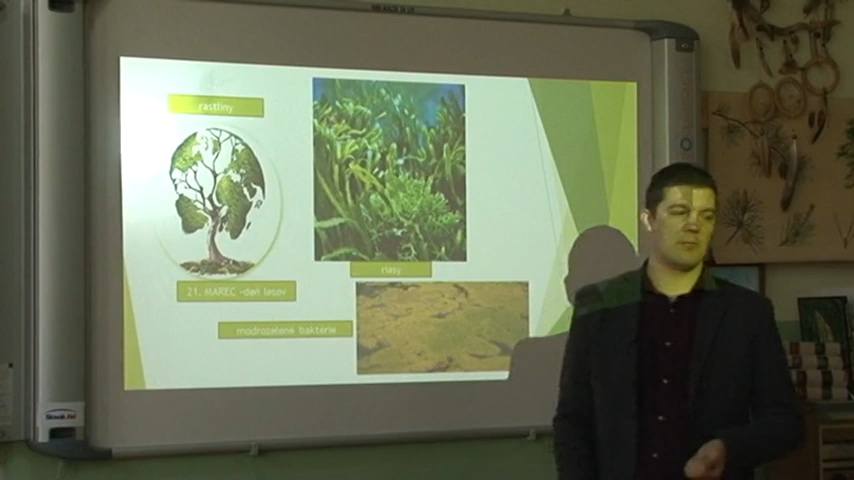 rastliny
riasy
21. MAREC -deň lesov
modrozelené baktérie